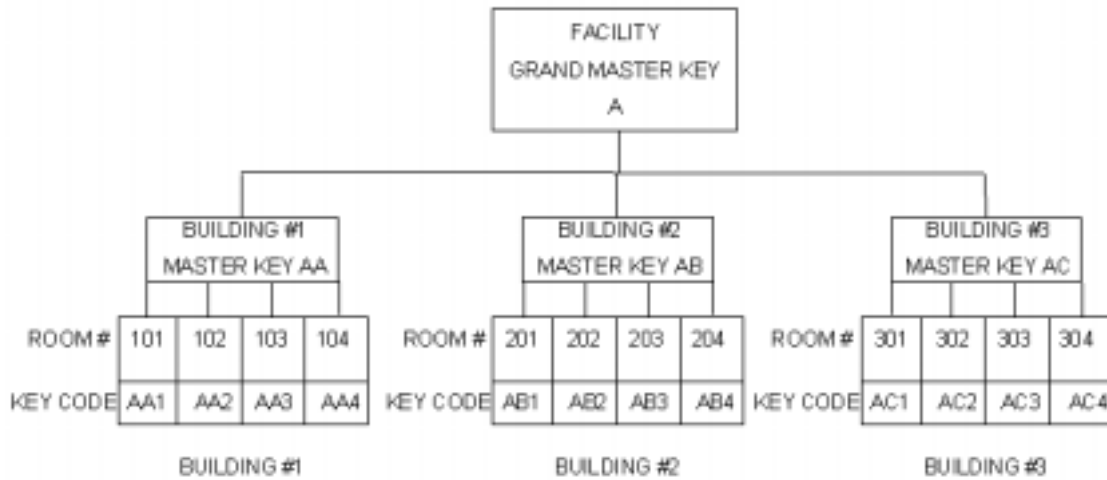 FACILITY
GRAND MASTER KEY
A
BUILDING #1
MASTER KEY AA
BUILDING #2
MASTER KEY AB
BUILDING #3
MASTER KEY AC
ROOM # 101 102 103 104
ROOM # 201 202 203 204
ROOM # 301 302 303 304
KEY CODE AA1 AA2 AA3 AA4
KEY CODE AB1 AB2 AB3 AB4
KEY CODE AC1 AC2 AC3 AC4
BUILDING #1
BUILDING #2
BUILDING #3